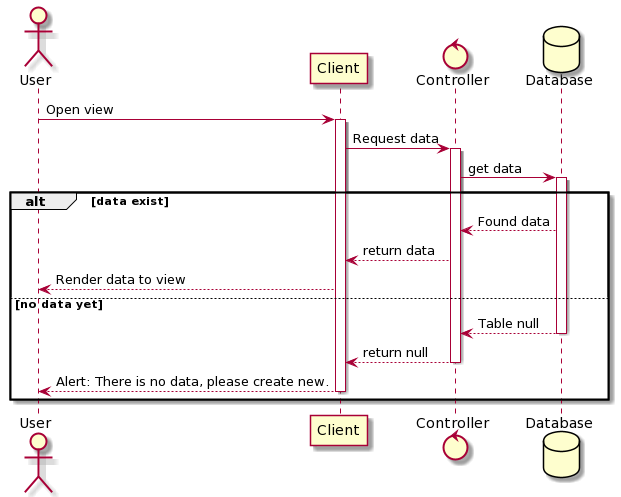 User
Client
Controller
Database
Open view
Request data
get data
alt [data exist]
Found data
return data
Render data to view
[no data yet]
Table null
return null
Alert: There is no data, please create new.
User
Client
Controller
Database